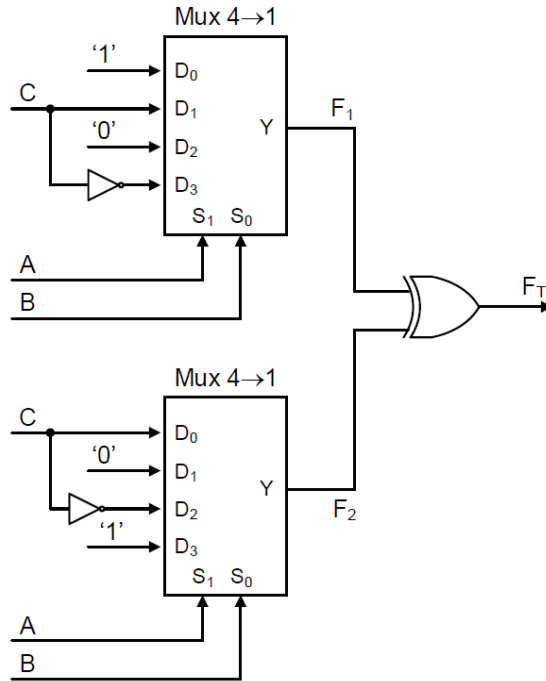 Mux 4→1
‘1’
D₀
C
D₁
F₁
‘0’
D₂
Y
D₃
S₁ S₀
A
B
F_T
Mux 4→1
C
D₀
‘0’
D₁
Y
D₂
F₂
‘1’
D₃
S₁ S₀
A
B